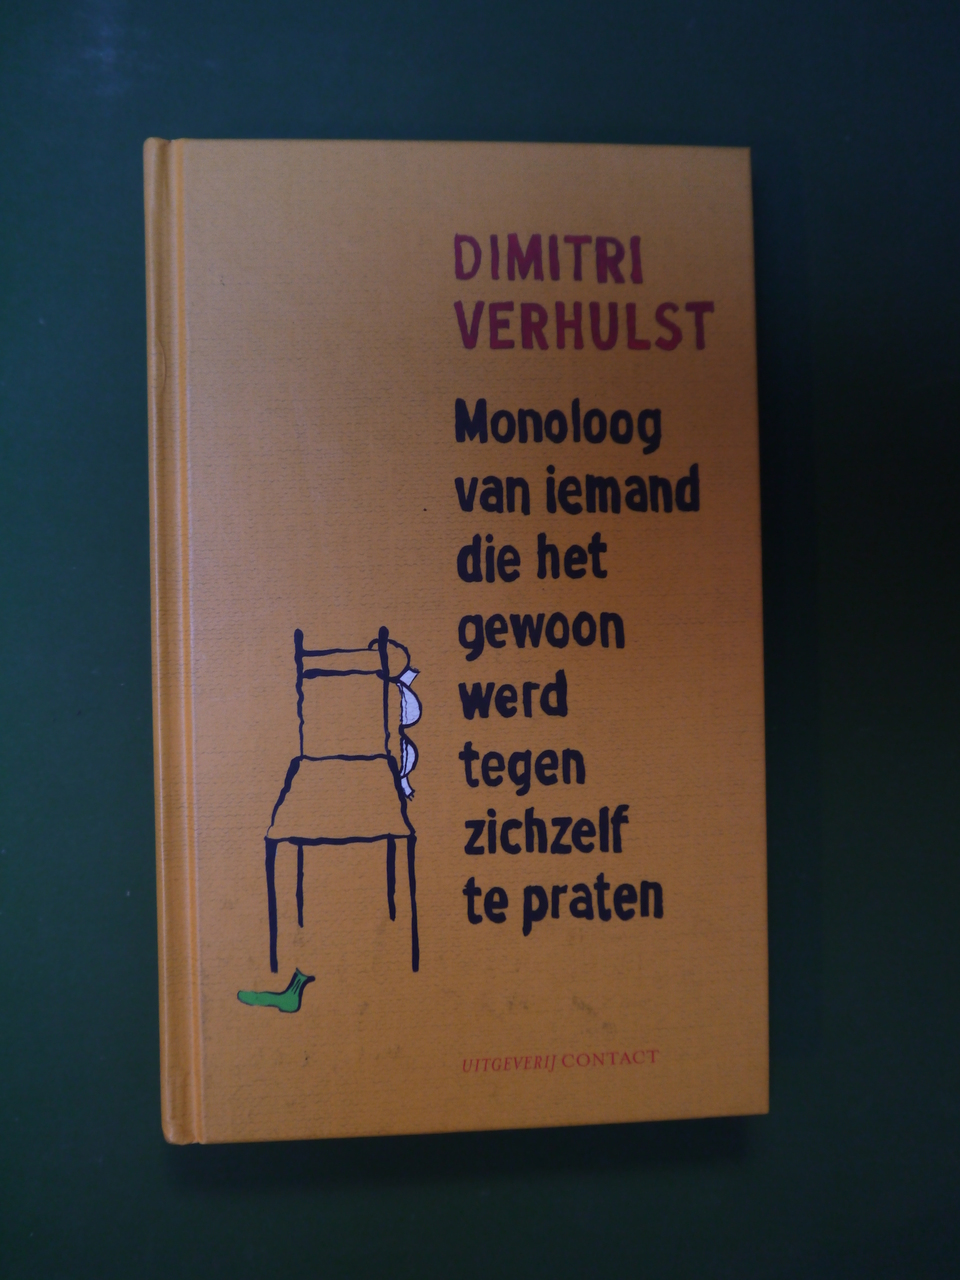 DIMITRI
VERHULST
Monoloog
van iemand
die het
gewoon
werd
tegen
zichzelf
te praten
UITGEVERIJ CONTACT